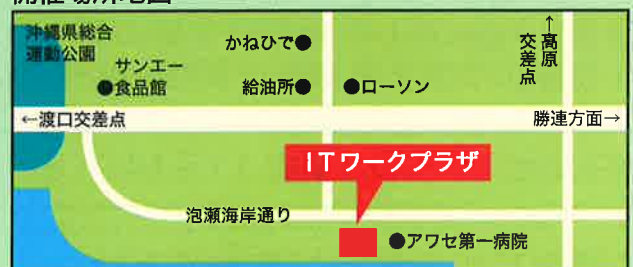 沖縄県総合
運動公園
サンエー
●食品館
かねひで●
給油所●
●ローソン
↑高原
交差点
←渡口交差点
勝連方面→
ITワークプラザ
泡瀬海岸通り
●アワセ第一病院